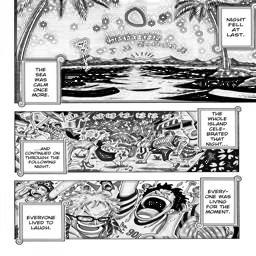 NIGHT
FELL
AT
LAST.
THE
SEA
WAS
CALM
ONCE
MORE.
THE
WHOLE
ISLAND
CELE-
BRATED
THAT
NIGHT...
...AND
CONTINUED ON
THROUGH THE
FOLLOWING
NIGHT.
EVERY-
ONE WAS
LIVING
FOR THE
MOMENT.
EVERYONE
LIVED TO
LAUGH.